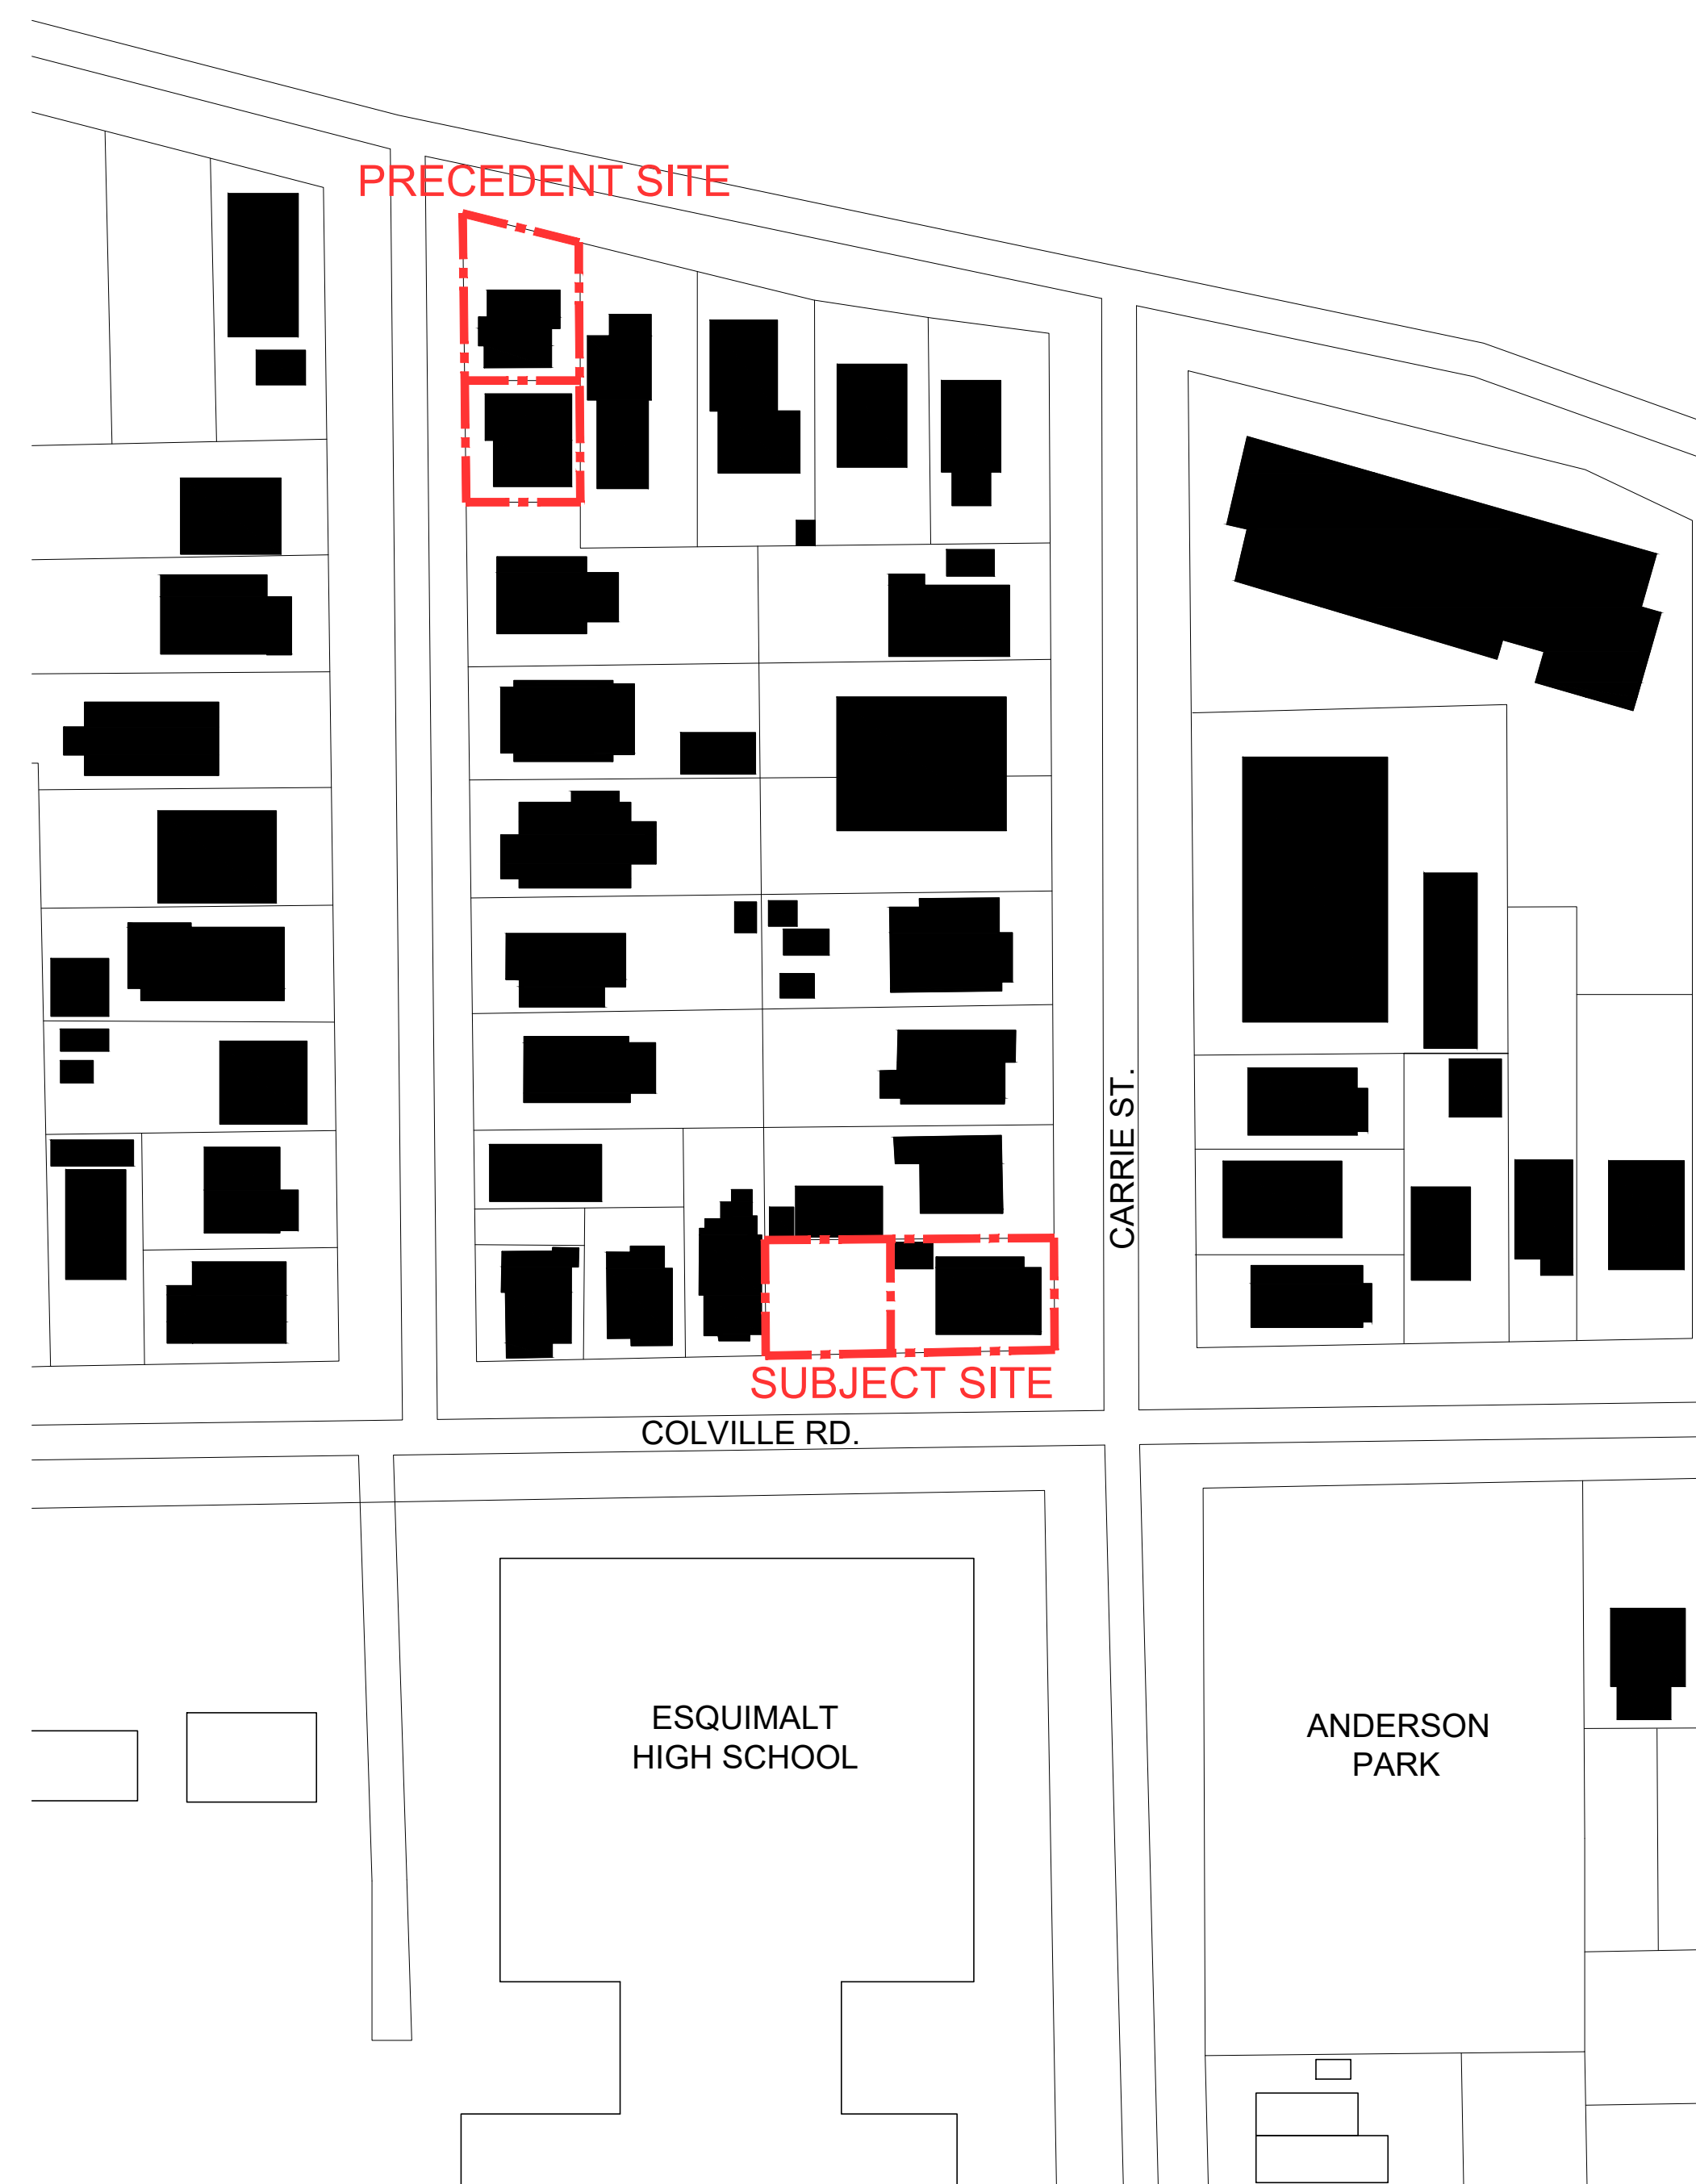 PRECEDENT SITE
CARRIE ST.
SUBJECT SITE
COLVILLE RD.
ESQUIMALT
HIGH SCHOOL
ANDERSON
PARK